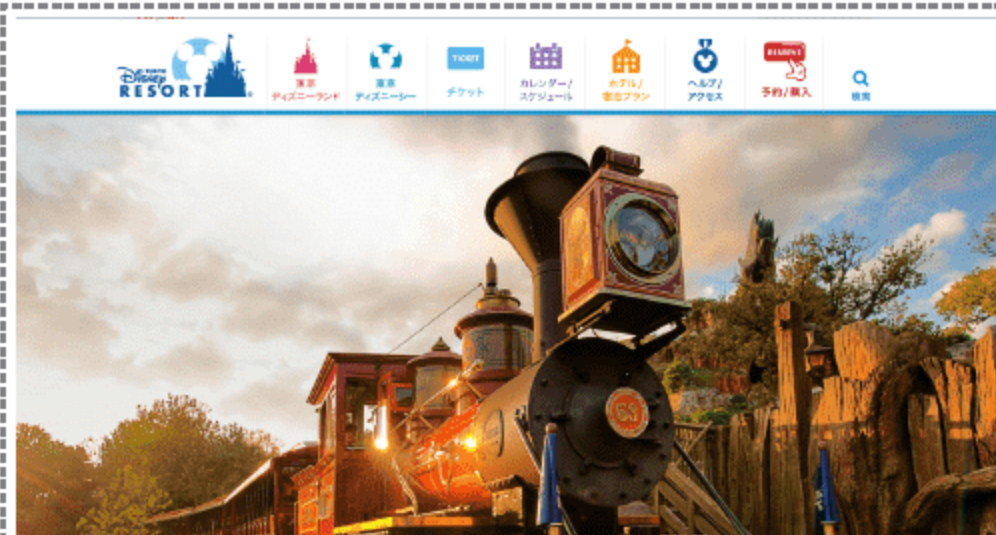 TOKYO
Disney
RESORT
東京
ディズニーランド
東京
ディズニーシー
TICKET
チケット
カレンダー/
スケジュール
ホテル/
宿泊プラン
ヘルプ/
アクセス
REQUEST
予約/購入
検索
53